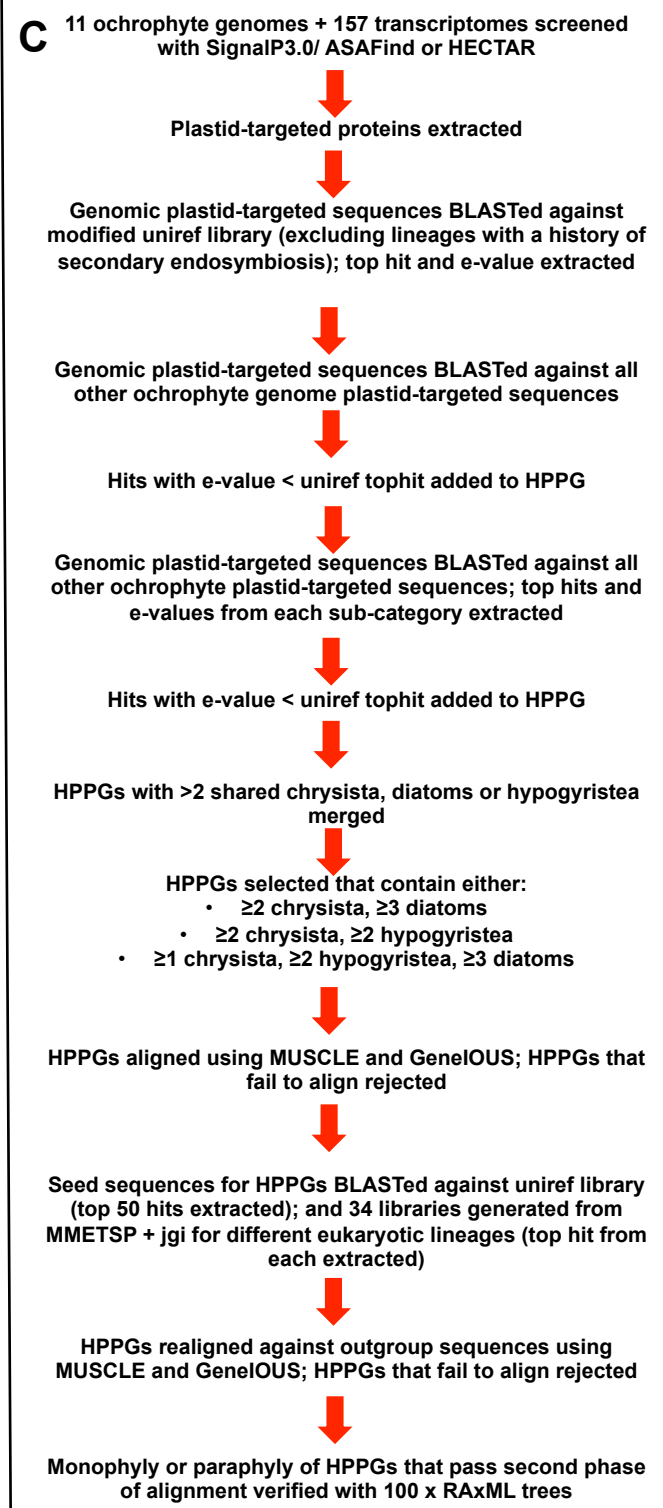 C
11 ochrophyte genomes + 157 transcriptomes screened
with SignalP3.0/ ASAFind or HECTAR
Plastid-targeted proteins extracted
Genomic plastid-targeted sequences BLASTed against
modified uniref library (excluding lineages with a history of
secondary endosymbiosis); top hit and e-value extracted
Genomic plastid-targeted sequences BLASTed against all
other ochrophyte genome plastid-targeted sequences
Hits with e-value < uniref tophit added to HPPG
Genomic plastid-targeted sequences BLASTed against all
other ochrophyte plastid-targeted sequences; top hits and
e-values from each sub-category extracted
Hits with e-value < uniref tophit added to HPPG
HPPGs with >2 shared chrysista, diatoms or hypogyristea
merged
HPPGs selected that contain either:
• ≥2 chrysista, ≥3 diatoms
• ≥2 chrysista, ≥2 hypogyristea
• ≥1 chrysista, ≥2 hypogyristea, ≥3 diatoms
HPPGs aligned using MUSCLE and GeneIOUS; HPPGs that
fail to align rejected
Seed sequences for HPPGs BLASTed against uniref library
(top 50 hits extracted); and 34 libraries generated from
MMETSP + jgi for different eukaryotic lineages (top hit from
each extracted)
HPPGs realigned against outgroup sequences using
MUSCLE and GeneIOUS; HPPGs that fail to align rejected
Monophyly or paraphyly of HPPGs that pass second phase
of alignment verified with 100 x RAxML trees